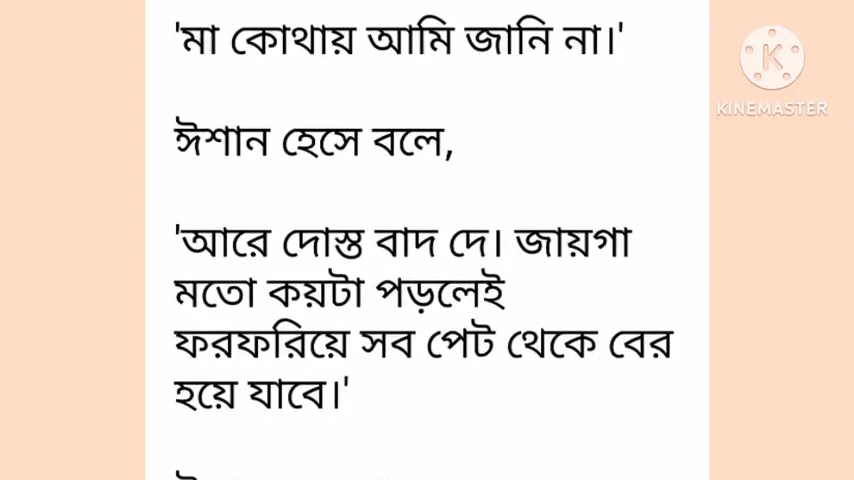 'মা কোথায় আমি জানি না।'
KINEMASTER
ঈশান হেসে বলে,
'আরে দোস্ত বাদ দে। জায়গা
মতো কয়টা পড়লেই
ফরফরিয়ে সব পেট থেকে বের
হয়ে যাবে।'